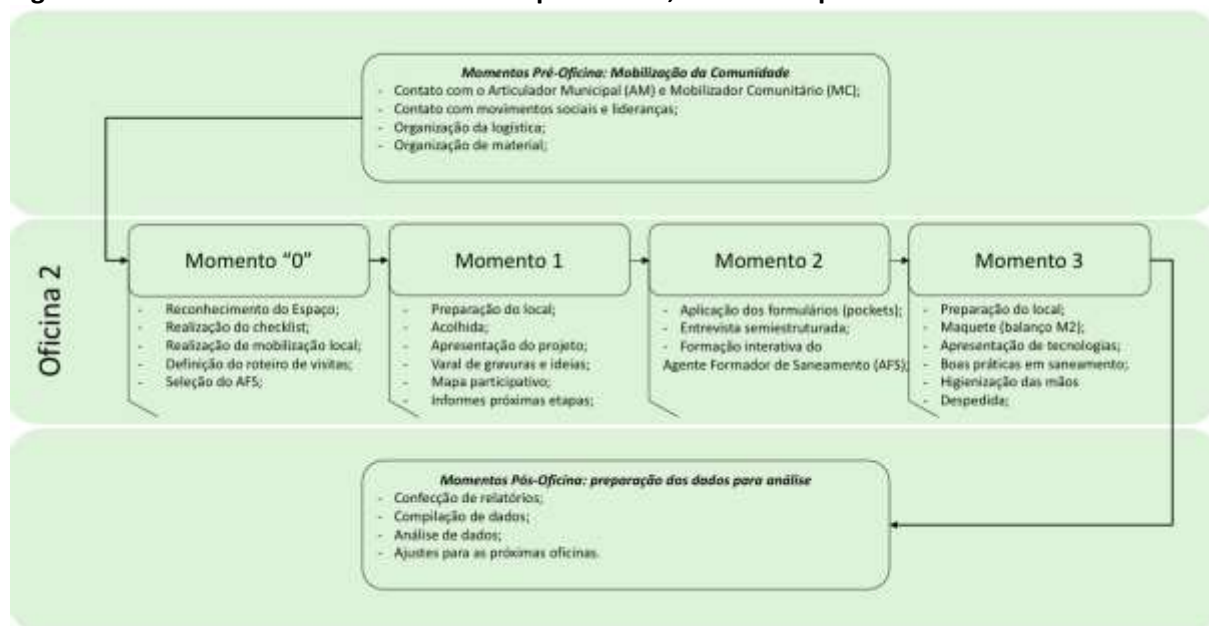 Momentos Pré-Oficina: Mobilização da Comunidade
- Contato com o Articulador Municipal (AM) e Mobilizador Comunitário (MC);
- Contato com movimentos sociais e lideranças;
- Organização da logística;
- Organização de material;
Oficina 2
Momento "0"
- Reconhecimento do Espaço;
- Realização do checklist;
- Realização de mobilização local;
- Definição do roteiro de visitas;
- Seleção do AFS;
Momento 1
- Preparação do local;
- Acolhida;
- Apresentação do projeto;
- Varal de gravuras e ideias;
- Mapa participativo;
- Informes próximas etapas;
Momento 2
- Aplicação dos formulários (pockets);
- Entrevista semiestruturada;
- Formação interativa do
Agente Formador de Saneamento (AFS);
Momento 3
- Preparação do local;
- Maquete (balanço M2);
- Apresentação de tecnologias;
- Boas práticas em saneamento;
- Higienização das mãos
- Despedida;
Momentos Pós-Oficina: preparação dos dados para análise
- Confecção de relatórios;
- Compilação de dados;
- Análise de dados;
- Ajustes para as próximas oficinas.